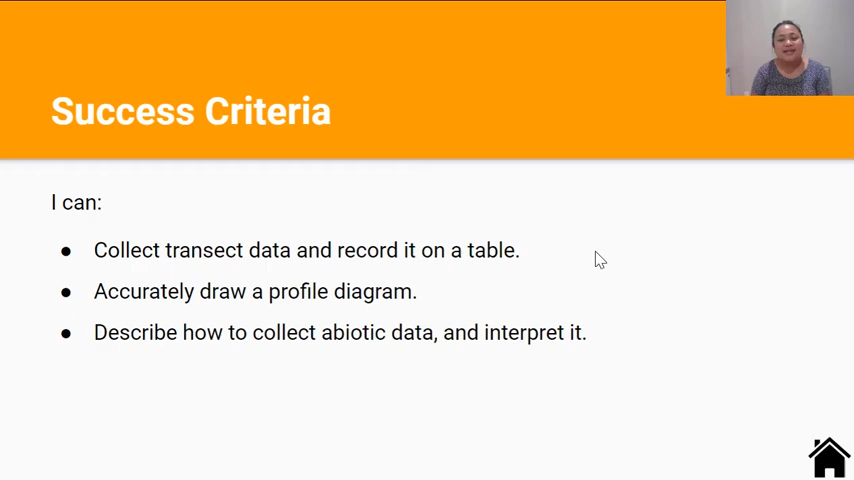 Success Criteria
I can:
● Collect transect data and record it on a table.
● Accurately draw a profile diagram.
● Describe how to collect abiotic data, and interpret it.